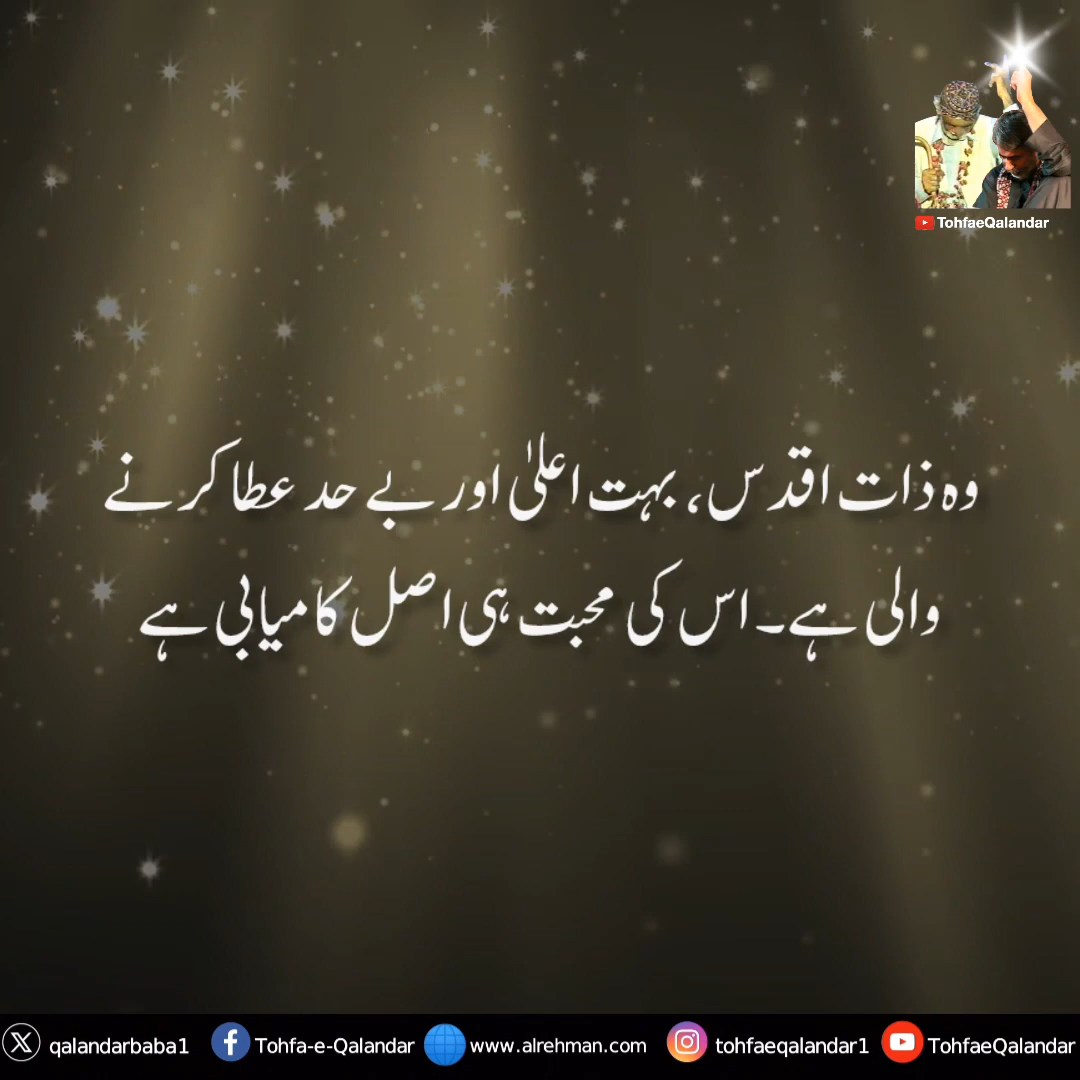 TohfaeQalandar
وہ ذات اقدس، بہت اعلیٰ اور بے حد عطا کرنے
والی ہے۔ اس کی محبت ہی اصل کامیابی ہے
qalandarbaba1 Tohfa-e-Qalandar www.alrehman.com tohfaeqalandar1 TohfaeQalandar